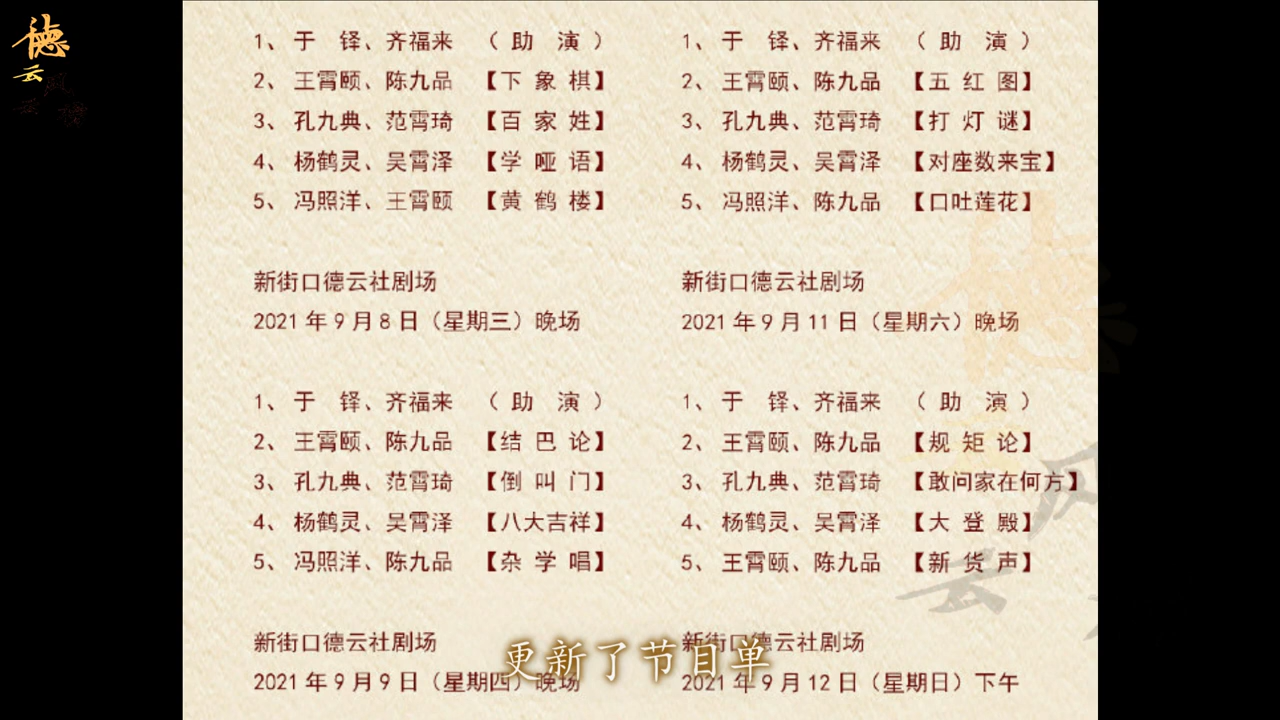 德
云
1、于 铎、齐福来 （助 演）
2、王霄颐、陈九品 【下 象 棋】
3、孔九典、范霄琦 【百 家 姓】
4、杨鹤灵、吴霄泽 【学 哑 语】
5、冯照洋、王霄颐 【黄 鹤 楼】
新街口德云社剧场
2021年9月8日（星期三）晚场
1、于 铎、齐福来 （助 演）
2、王霄颐、陈九品 【结 巴 论】
3、孔九典、范霄琦 【倒 叫 门】
4、杨鹤灵、吴霄泽 【八大吉祥】
5、冯照洋、陈九品 【杂 学 唱】
新街口德云社剧场
2021年9月9日（星期四）晚场
1、于 铎、齐福来 （助 演）
2、王霄颐、陈九品 【五 红 图】
3、孔九典、范霄琦 【打 灯 谜】
4、杨鹤灵、吴霄泽 【对座数来宝】
5、冯照洋、陈九品 【口吐莲花】
新街口德云社剧场
2021年9月11日（星期六）晚场
1、于 铎、齐福来 （助 演）
2、王霄颐、陈九品 【规 矩 论】
3、孔九典、范霄琦 【敢问家在何方】
4、杨鹤灵、吴霄泽 【大 登 殿】
5、王霄颐、陈九品 【新 货 声】
新街口德云社剧场
2021年9月12日（星期日）下午
更新了节目单